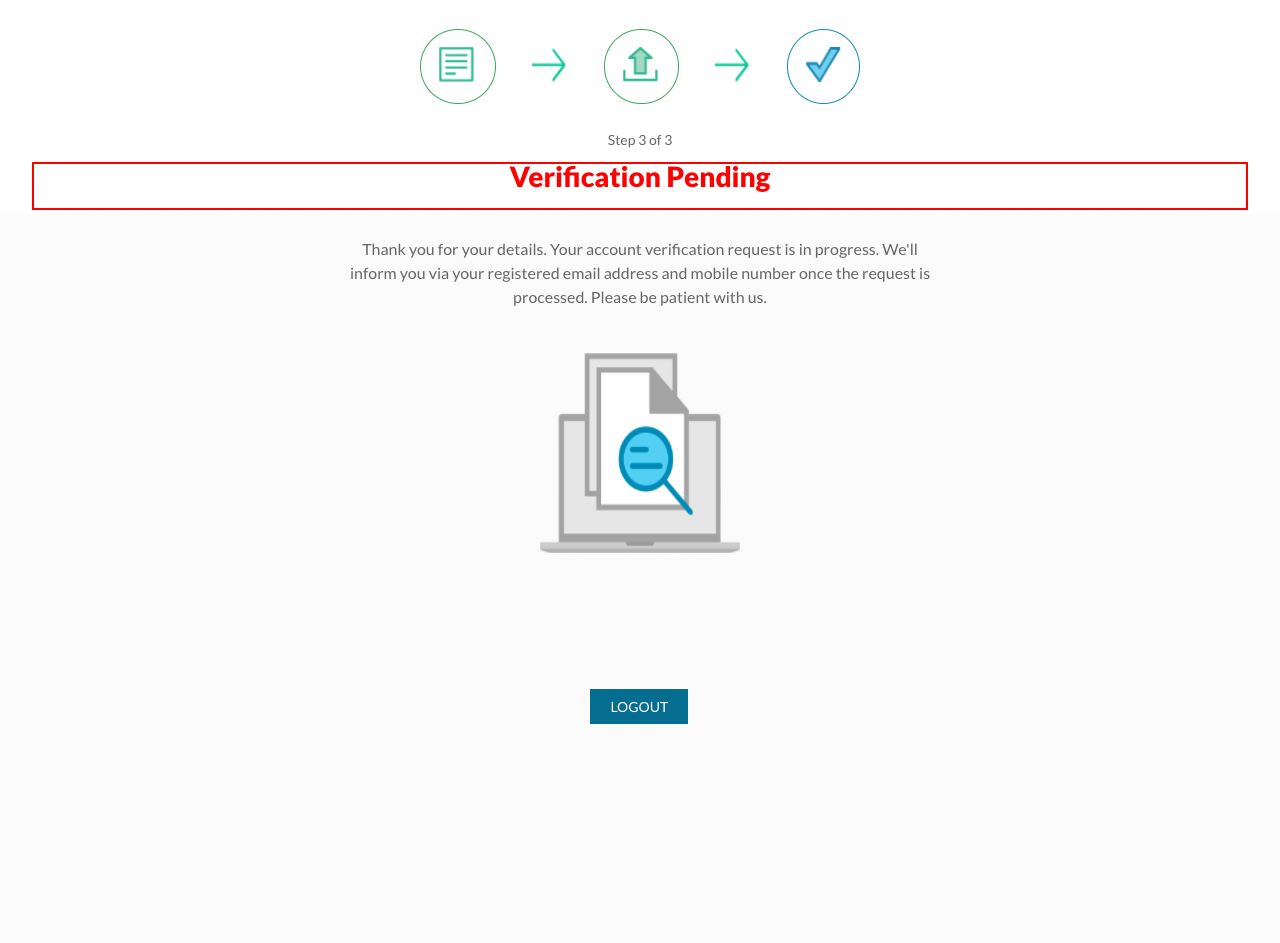 Step 3 of 3
Verification Pending
Thank you for your details. Your account verification request is in progress. We'll
inform you via your registered email address and mobile number once the request is
processed. Please be patient with us.
LOGOUT